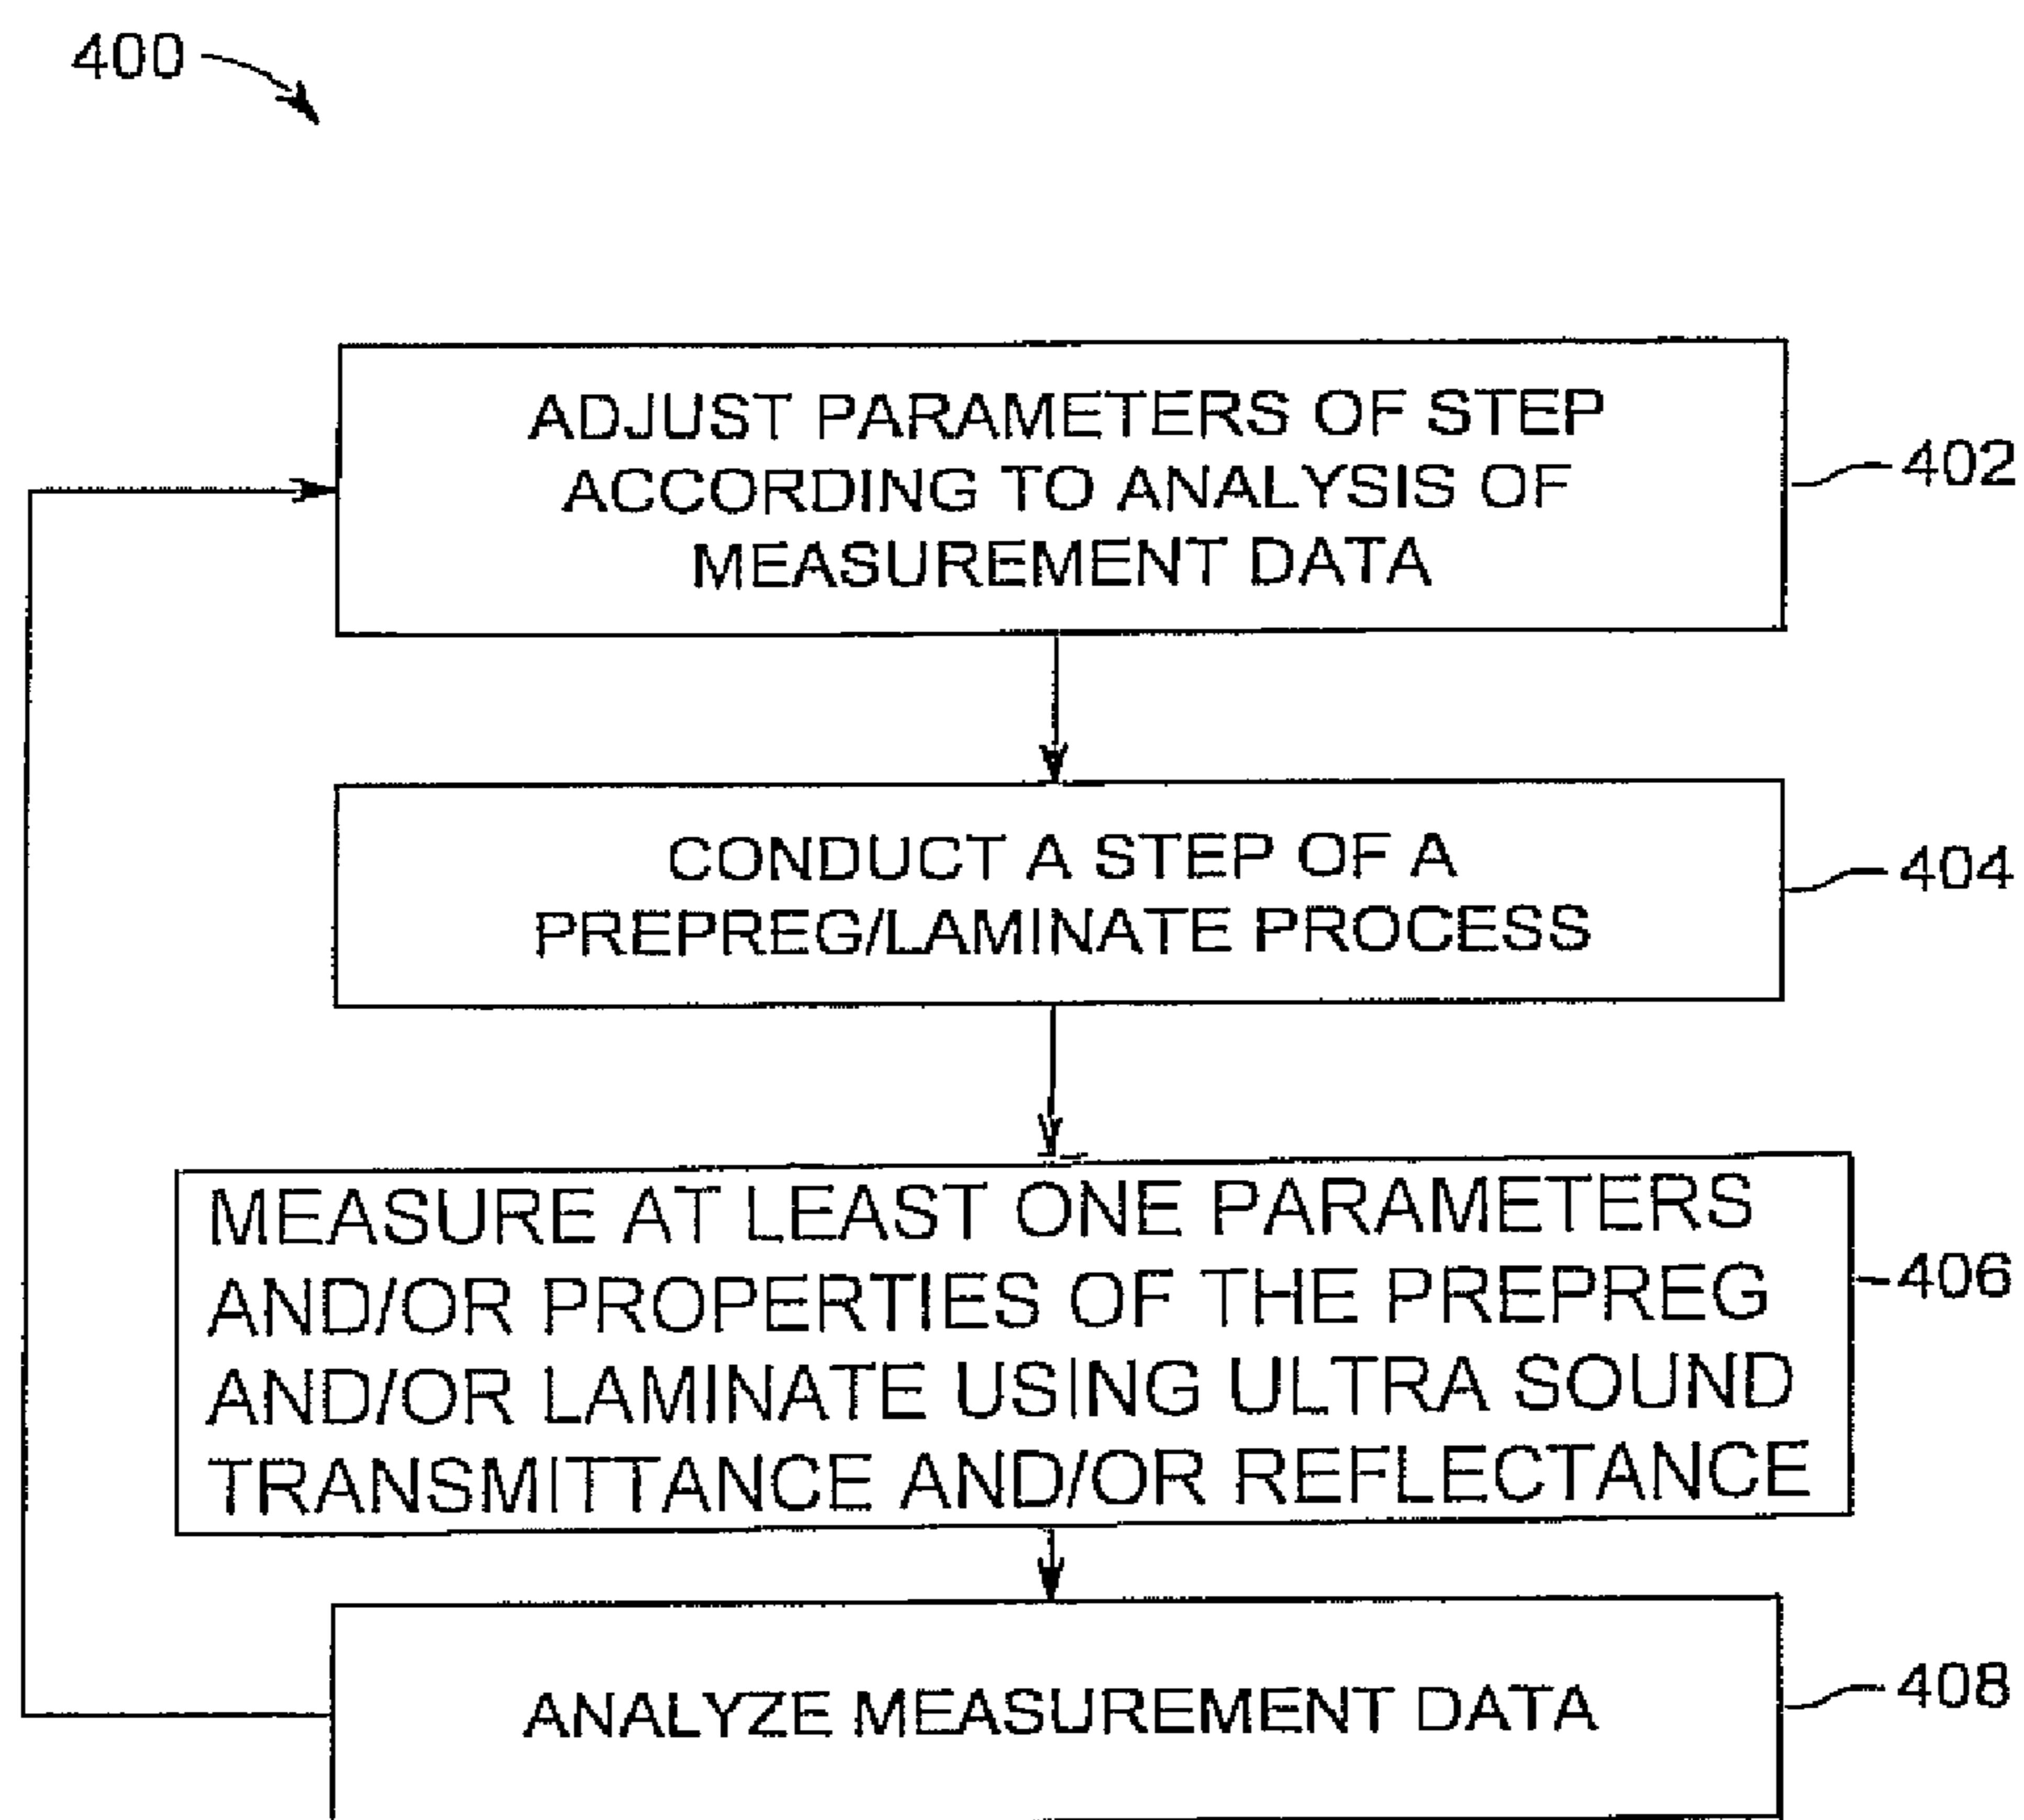 400
ADJUST PARAMETERS OF STEP
ACCORDING TO ANALYSIS OF
MEASUREMENT DATA
402
CONDUCT A STEP OF A
PREPREG/LAMINATE PROCESS
404
MEASURE AT LEAST ONE PARAMETERS
AND/OR PROPERTIES OF THE PREPREG
AND/OR LAMINATE USING ULTRA SOUND
TRANSMITTANCE AND/OR REFLECTANCE
406
ANALYZE MEASUREMENT DATA
408